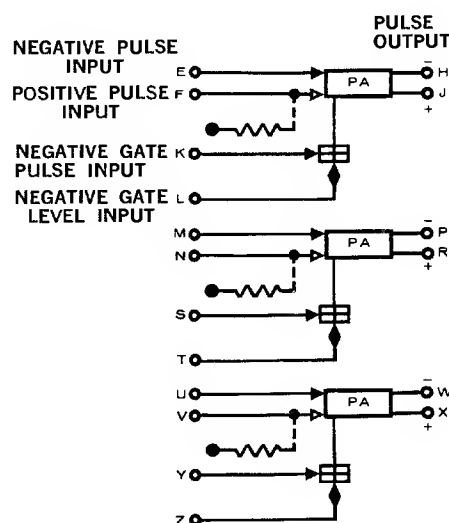 PULSE
OUTPUT
NEGATIVE PULSE
INPUT
E
PA
−
H
POSITIVE PULSE
INPUT
F
J
+
NEGATIVE GATE
PULSE INPUT
K
NEGATIVE GATE
LEVEL INPUT
L
M
PA
−
P
N
R
+
S
T
U
PA
−
W
V
X
+
Y
Z